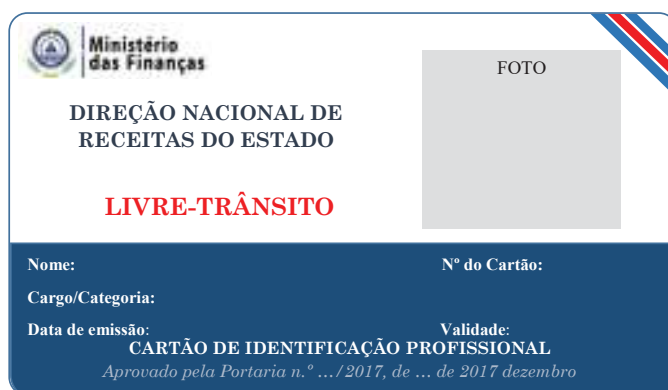 Ministério
das Finanças
FOTO
DIREÇÃO NACIONAL DE
RECEITAS DO ESTADO
LIVRE-TRÂNSITO
Nome:
Nº do Cartão:
Cargo/Categoria:
Data de emissão:
Validade:
CARTÃO DE IDENTIFICAÇÃO PROFISSIONAL
Aprovado pela Portaria n.º …/2017, de … de 2017 dezembro